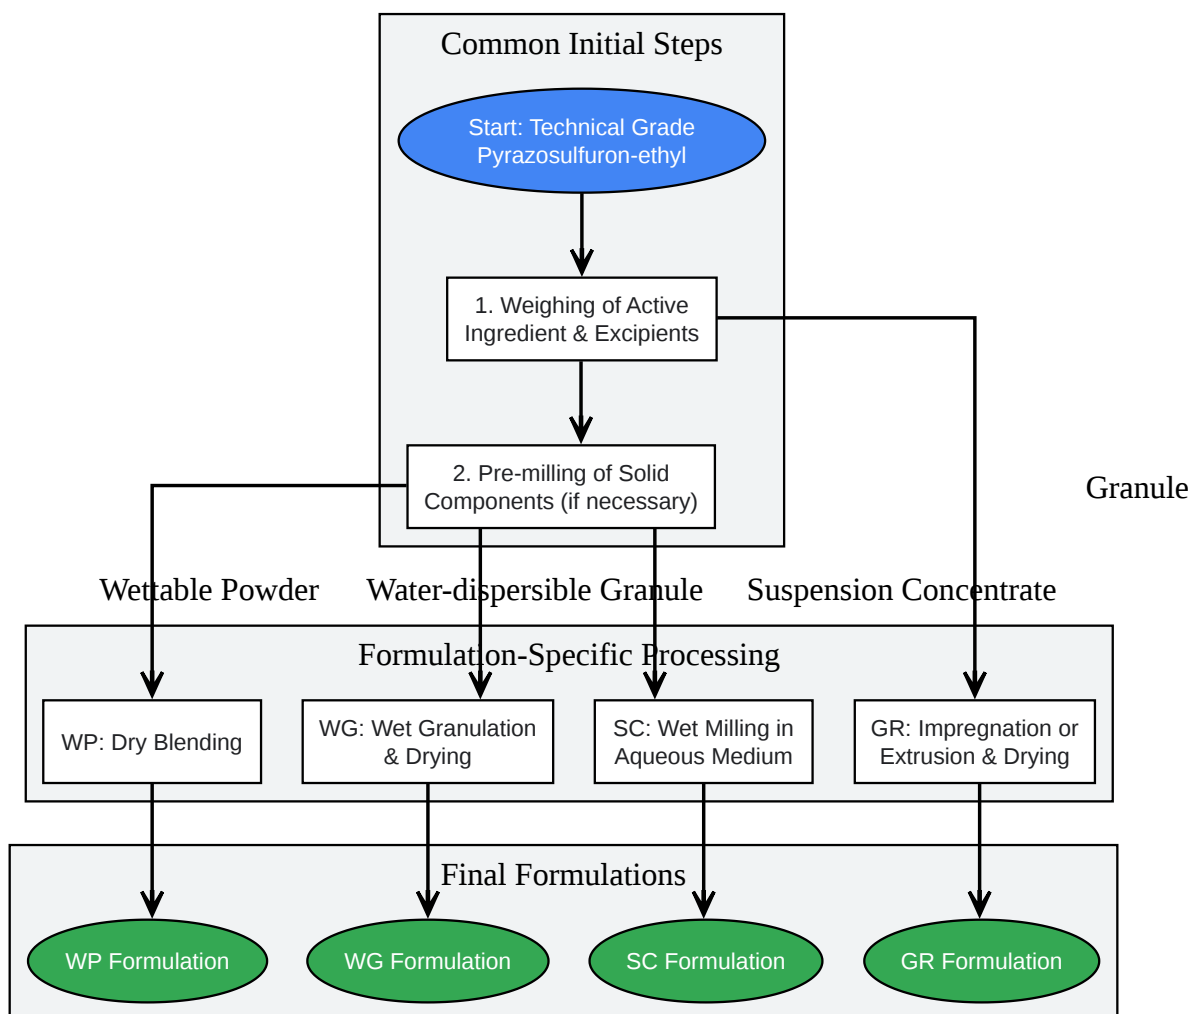 Common Initial Steps
Start: Technical Grade
Pyrazosulfuron-ethyl
1. Weighing of Active
Ingredient & Excipients
2. Pre-milling of Solid
Components (if necessary)
Granule
Wettable Powder
Water-dispersible Granule
Suspension Concentrate
Formulation-Specific Processing
WP: Dry Blending
WG: Wet Granulation
& Drying
SC: Wet Milling in
Aqueous Medium
GR: Impregnation or
Extrusion & Drying
Final Formulations
WP Formulation
WG Formulation
SC Formulation
GR Formulation